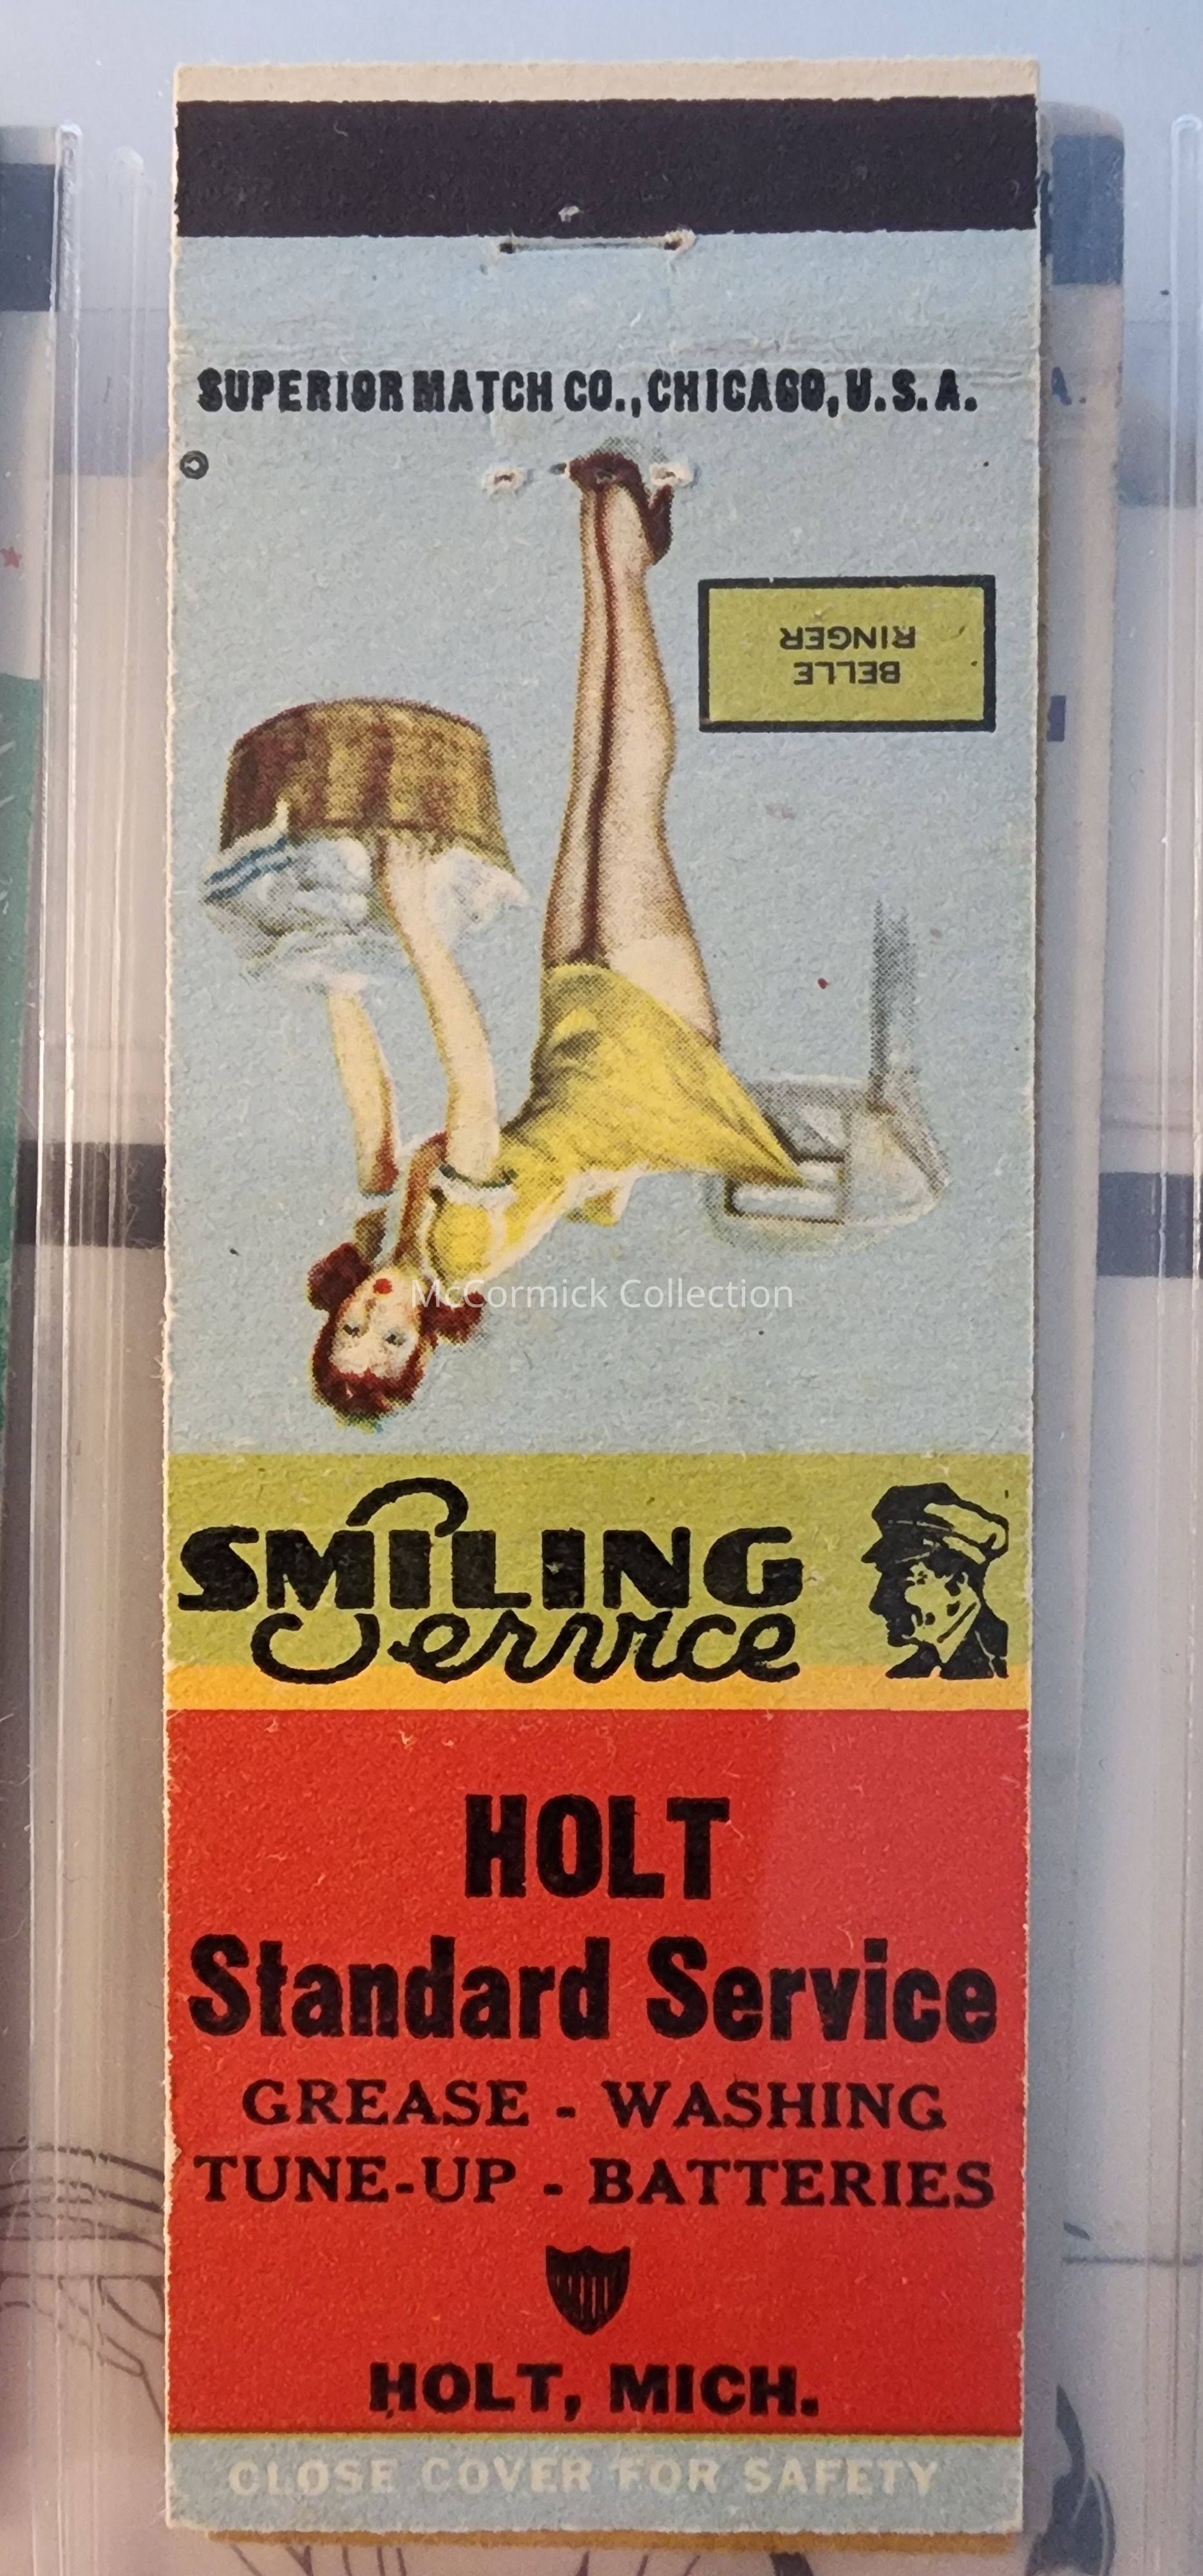 SUPERIOR MATCH CO., CHICAGO, U.S.A.
BELLE
RINGER
McCormick Collection
SMILING
Service
HOLT
Standard Service
GREASE - WASHING
TUNE-UP - BATTERIES
HOLT, MICH.
CLOSE COVER FOR SAFETY